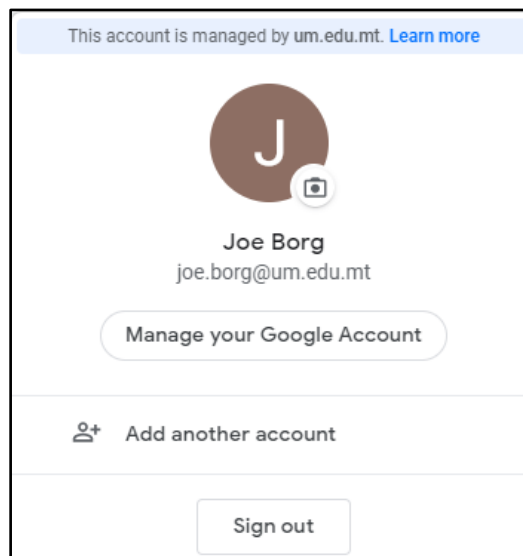 This account is managed by um.edu.mt. Learn more
J
Joe Borg
joe.borg@um.edu.mt
Manage your Google Account
Add another account
Sign out